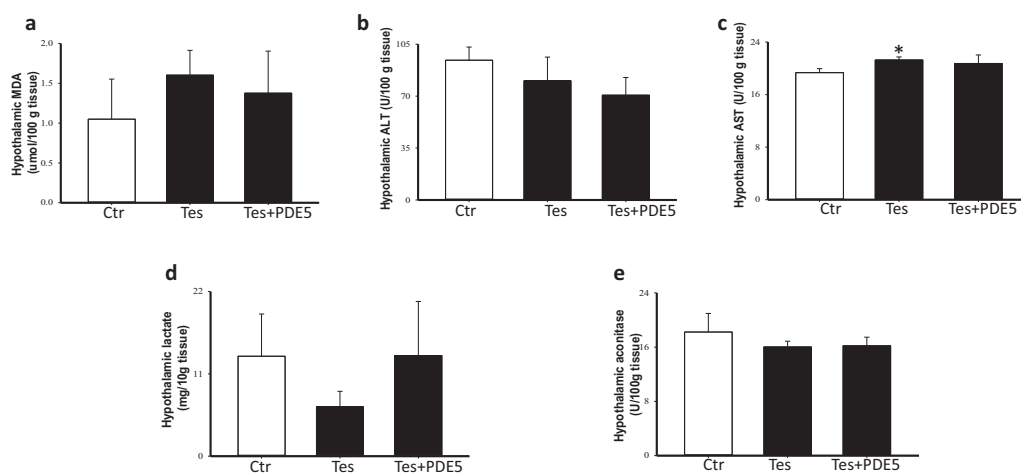 a
Hypothalamic MDA
(umol/100 g tissue)
2.0
1.5
1.0
0.5
0.0
Ctr
Tes
Tes+PDE5
b
Hypothalamic ALT (U/100 g tissue)
105
70
35
0
Ctr
Tes
Tes+PDE5
c
Hypothalamic AST (U/100 g tissue)
24
16
8
0
*
Ctr
Tes
Tes+PDE5
d
Hypothalamic lactate
(mg/10g tissue)
22
11
0
Ctr
Tes
Tes+PDE5
e
Hypothalamic aconitase
(U/100g tissue)
24
16
8
0
Ctr
Tes
Tes+PDE5